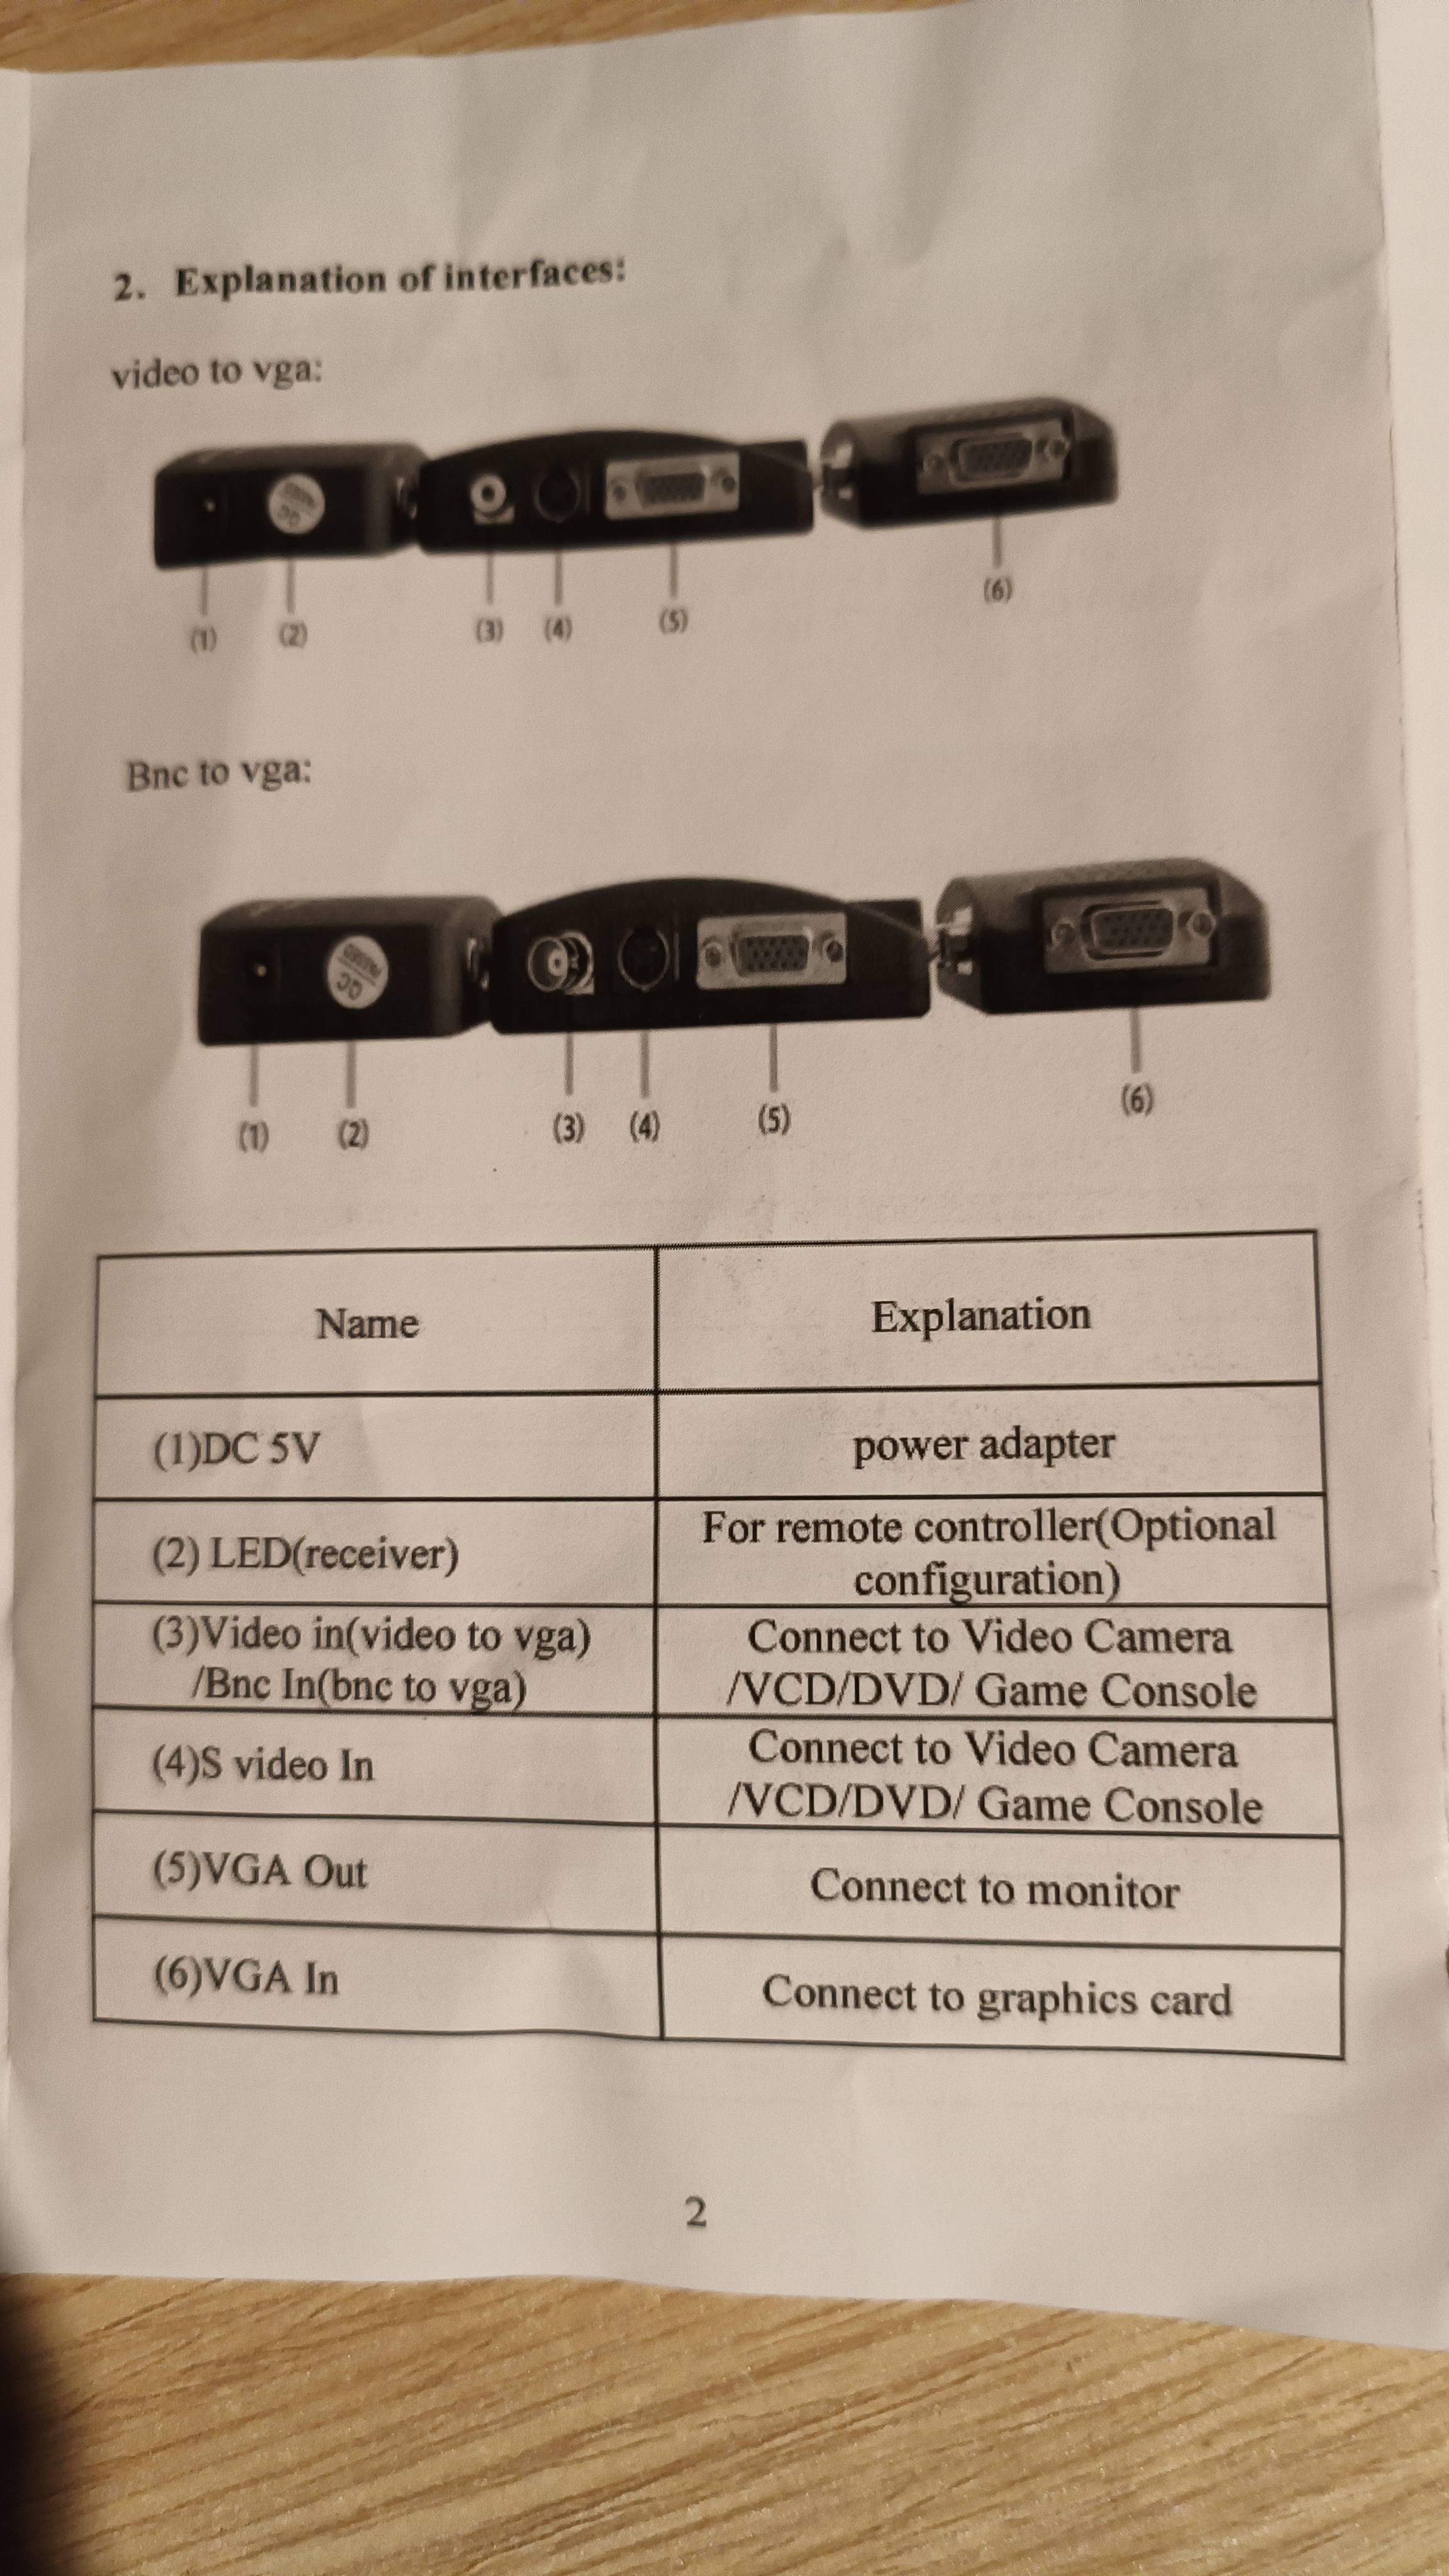 2. Explanation of interfaces:
video to vga:
(1)
(2)
(3)
(4)
(5)
(6)
Bnc to vga:
(1)
(2)
(3)
(4)
(5)
(6)
Name
Explanation
(1)DC 5V
power adapter
(2) LED(receiver)
For remote controller(Optional
configuration)
(3)Video in(video to vga)
/Bnc In(bnc to vga)
Connect to Video Camera
/VCD/DVD/ Game Console
(4)S video In
Connect to Video Camera
/VCD/DVD/ Game Console
(5)VGA Out
Connect to monitor
(6)VGA In
Connect to graphics card
2